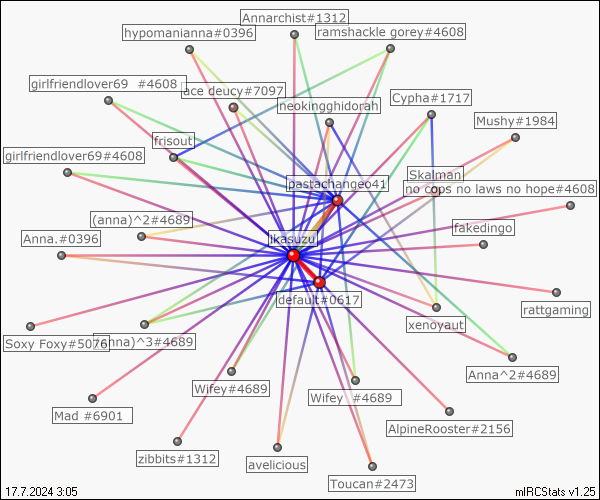 Annarchist#1312
hypomanianna#0396
ramshackle gorey#4608
girlfriendlover69 #4608
ace deucy#7097
neokingghidorah
Cypha#1717
Mushy#1984
frisout
girlfriendlover69#4608
pastachangeo41
Skalman
no cops no laws no hope#4608
(anna)^2#4689
fakedingo
Anna.#0396
ikasuzu
default#0617
rattgaming
xenoyaut
Soxy Foxy#5076
(anna)^3#4689
Anna^2#4689
Wifey#4689
Wifey #4689
Mad #6901
AlpineRooster#2156
zibbits#1312
avelicious
Toucan#2473
17.7.2024 3:05
mIRCStats v1.25